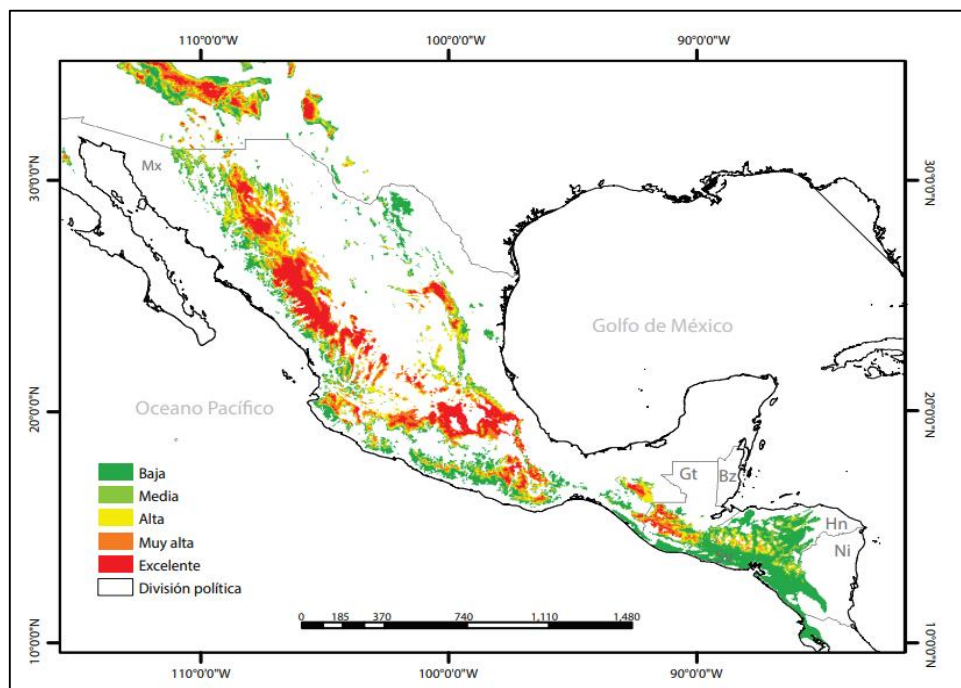 110°0'0"W
100°0'0"W
90°0'0"W
30°0'0"N
30°0'0"N
Mx
Golfo de México
Oceano Pacífico
20°0'0"N
20°0'0"N
Gt
Bz
Hn
Ni
Baja
Media
Alta
Muy alta
Excelente
División política
0 185 370 740 1,110 1,480
10°0'0"N
10°0'0"N
110°0'0"W
100°0'0"W
90°0'0"W